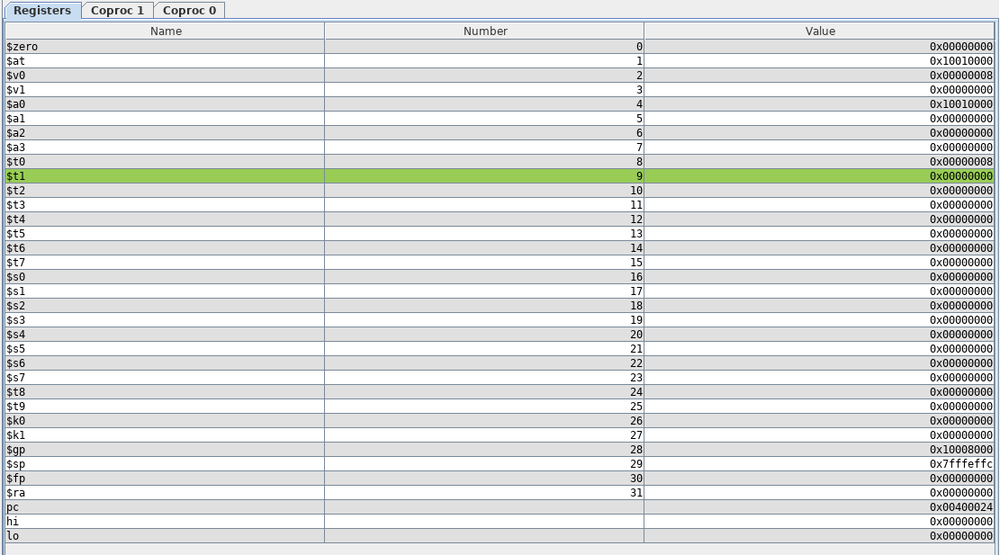 Registers Coproc 1 Coproc 0
Name Number Value
$zero 0 0x00000000
$at 1 0x10010000
$v0 2 0x00000008
$v1 3 0x00000000
$a0 4 0x10010000
$a1 5 0x00000000
$a2 6 0x00000000
$a3 7 0x00000000
$t0 8 0x00000008
$t1 9 0x00000000
$t2 10 0x00000000
$t3 11 0x00000000
$t4 12 0x00000000
$t5 13 0x00000000
$t6 14 0x00000000
$t7 15 0x00000000
$s0 16 0x00000000
$s1 17 0x00000000
$s2 18 0x00000000
$s3 19 0x00000000
$s4 20 0x00000000
$s5 21 0x00000000
$s6 22 0x00000000
$s7 23 0x00000000
$t8 24 0x00000000
$t9 25 0x00000000
$k0 26 0x00000000
$k1 27 0x00000000
$gp 28 0x10008000
$sp 29 0x7fffeffc
$fp 30 0x00000000
$ra 31 0x00000000
pc 0x00400024
hi 0x00000000
lo 0x00000000